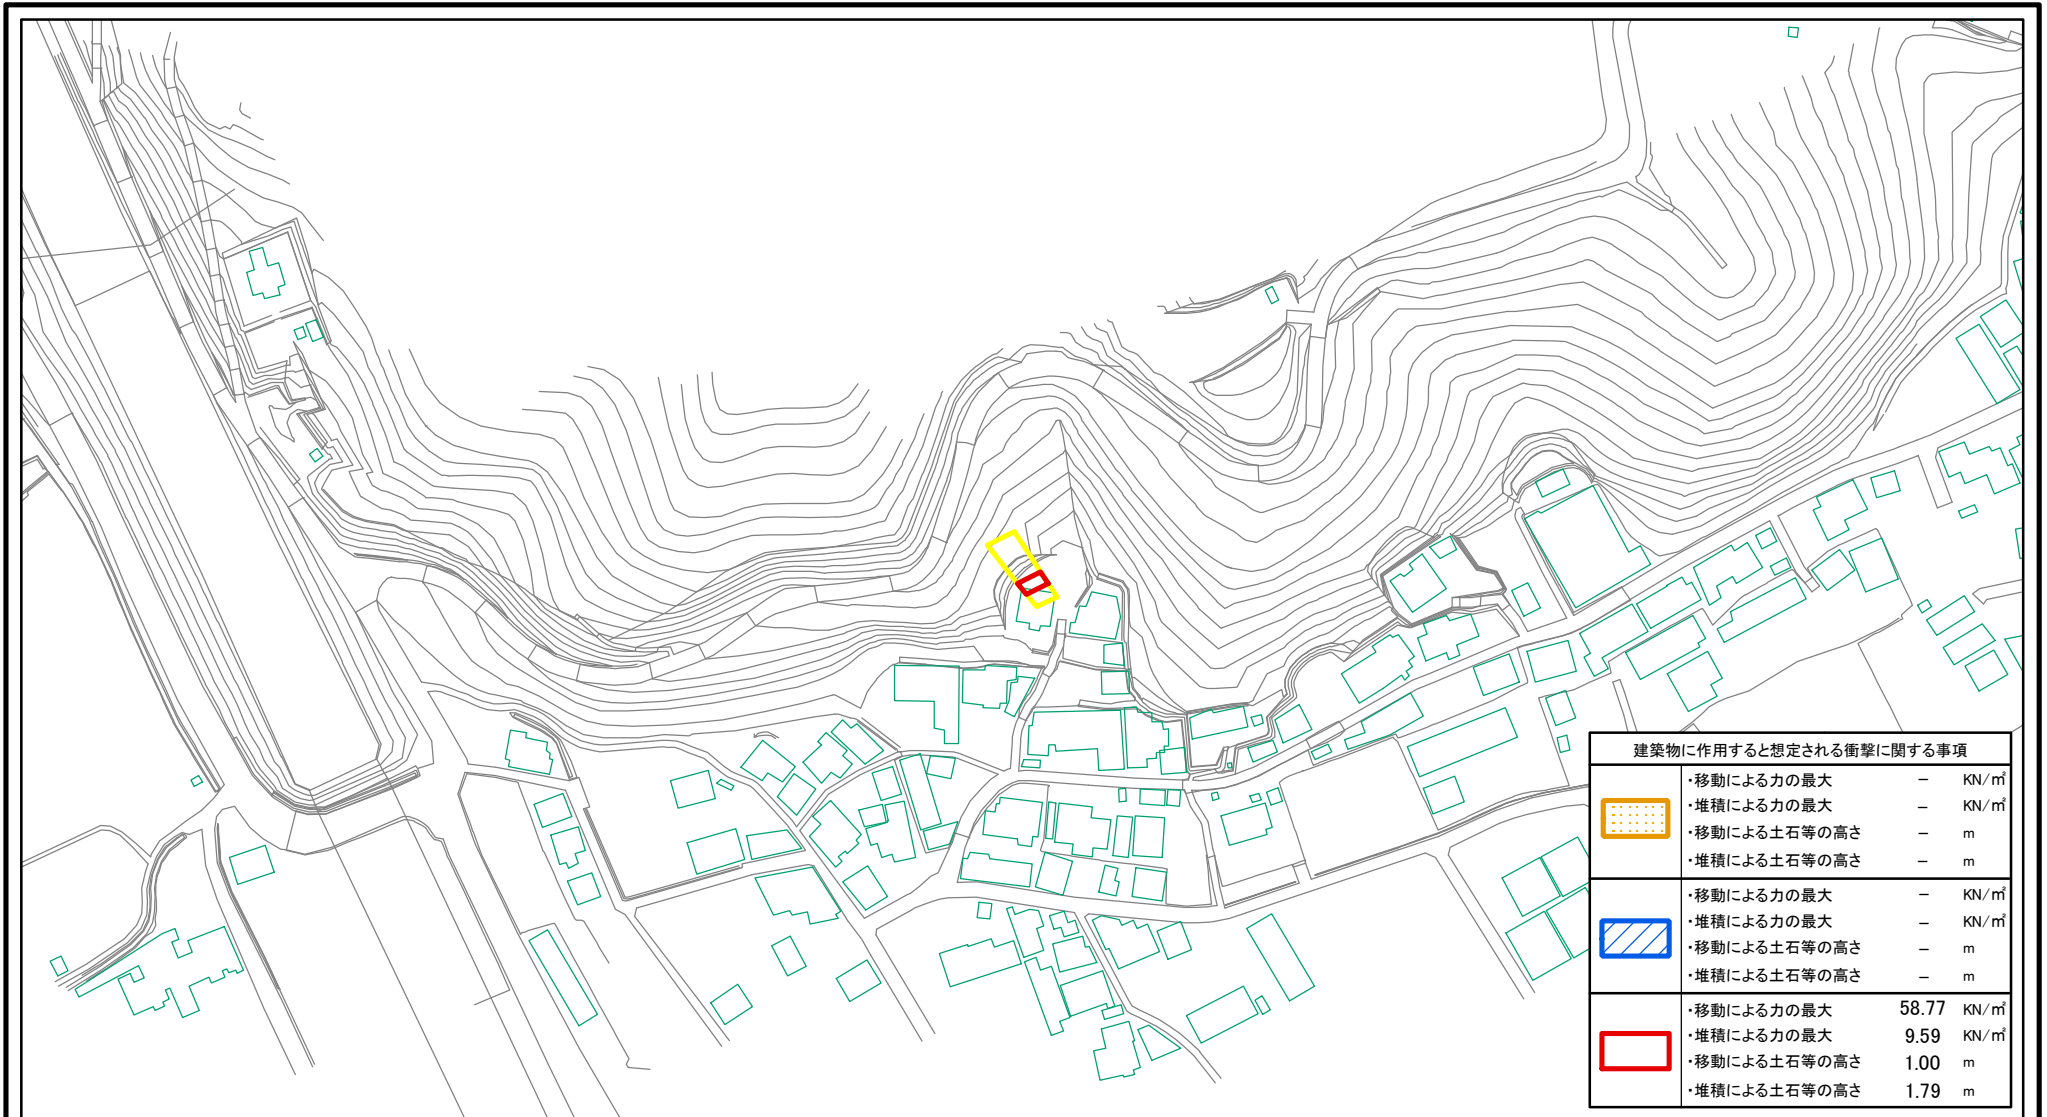 建築物に作用すると想定される衝撃に関する事項
・移動による力の最大 － KN/㎡
・堆積による力の最大 － KN/㎡
・移動による土石等の高さ － m
・堆積による土石等の高さ － m
・移動による力の最大 － KN/㎡
・堆積による力の最大 － KN/㎡
・移動による土石等の高さ － m
・堆積による土石等の高さ － m
・移動による力の最大 58.77 KN/㎡
・堆積による力の最大 9.59 KN/㎡
・移動による土石等の高さ 1.00 m
・堆積による土石等の高さ 1.79 m